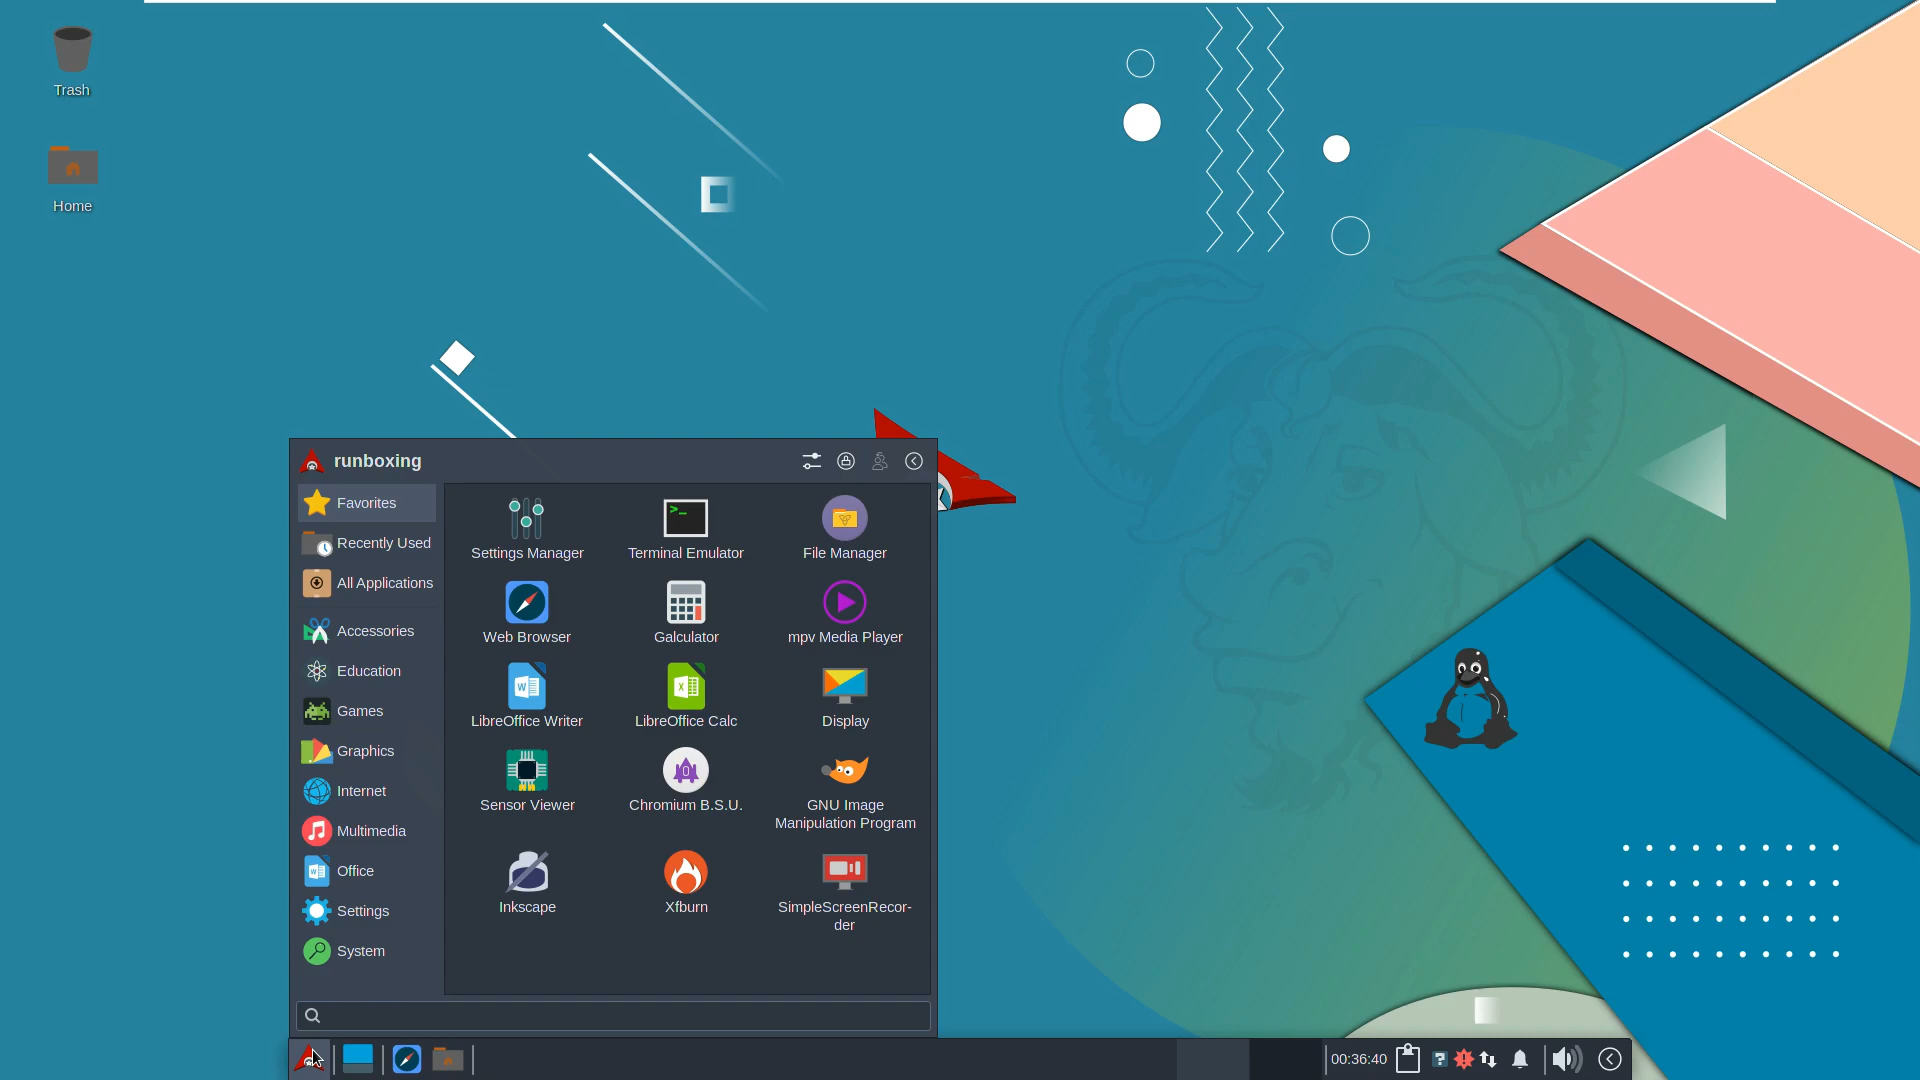 Trash
Home
runboxing
Favorites
Recently Used
All Applications
Accessories
Education
Games
Graphics
Internet
Multimedia
Office
Settings
System
Settings Manager
Terminal Emulator
File Manager
Web Browser
Galculator
mpv Media Player
LibreOffice Writer
LibreOffice Calc
Display
Sensor Viewer
Chromium B.S.U.
GNU Image
Manipulation Program
Inkscape
Xfburn
SimpleScreenRecor-
der
00:36:40